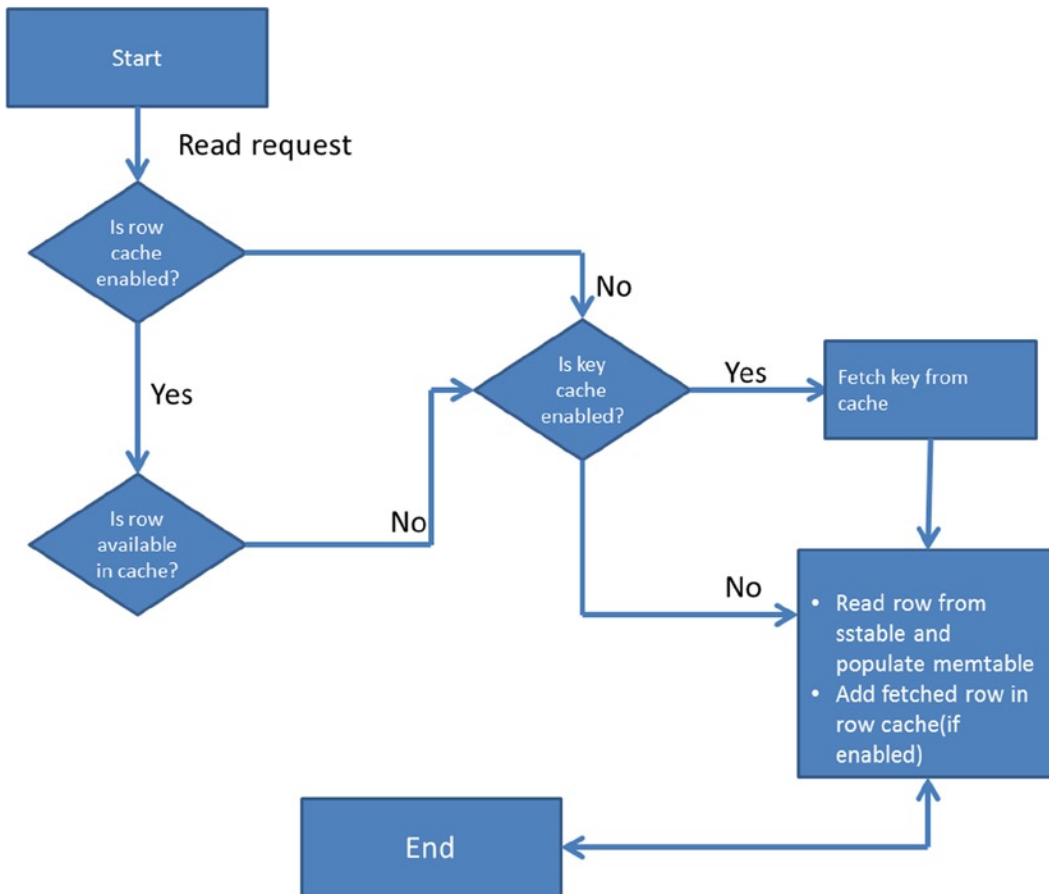 Start
Read request
Is row
cache
enabled?
No
Is key
cache
enabled?
Yes
Fetch key from
cache
Yes
Is row
available
in cache?
No
No
• Read row from
sstable and
populate memtable
• Add fetched row in
row cache(if
enabled)
End